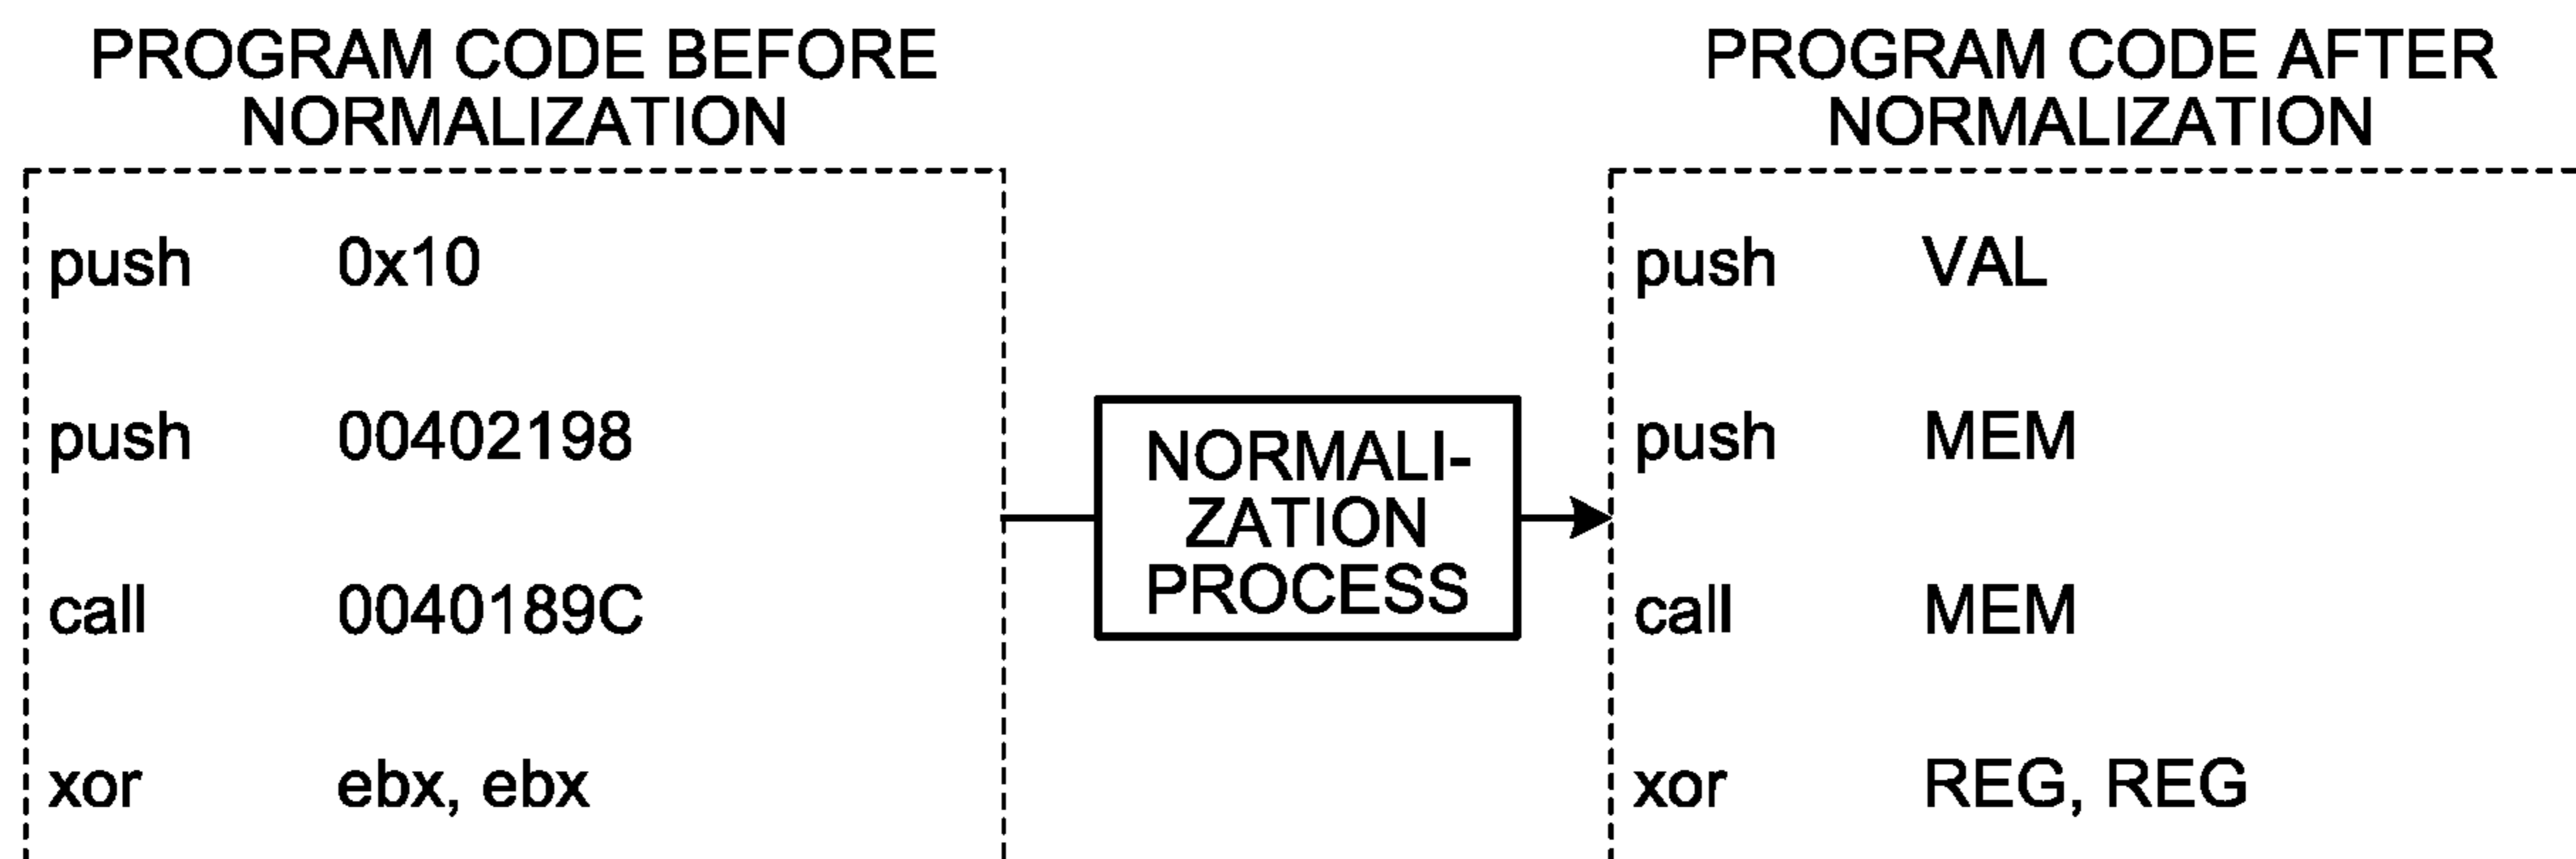 PROGRAM CODE BEFORE
NORMALIZATION
push 0x10
push 00402198
call 0040189C
xor ebx, ebx
NORMALI-
ZATION
PROCESS
PROGRAM CODE AFTER
NORMALIZATION
push VAL
push MEM
call MEM
xor REG, REG